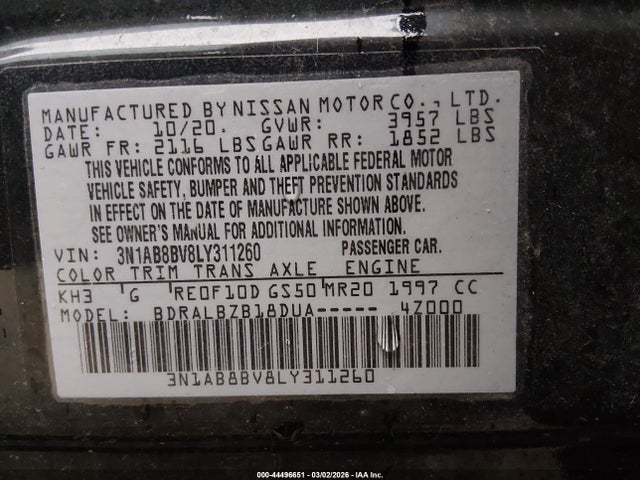 MANUFACTURED BY NISSAN MOTOR CO., LTD.
DATE: 10/20. GVWR: 3957 LBS
GAWR FR: 2116 LBS GAWR RR: 1852 LBS
THIS VEHICLE CONFORMS TO ALL APPLICABLE FEDERAL MOTOR
VEHICLE SAFETY, BUMPER AND THEFT PREVENTION STANDARDS
IN EFFECT ON THE DATE OF MANUFACTURE SHOWN ABOVE.
SEE OWNER'S MANUAL FOR ADDITIONAL INFORMATION.
VIN: 3N1AB8BV8LY311260 PASSENGER CAR.
COLOR TRIM TRANS AXLE ENGINE
KH3 G RE0F10D GS50 MR20 1997 CC
MODEL: BDRALBZB18DUA----- 4Z000
3N1AB8BV8LY311260
000-44496651 - 03/02/2026 - IAA Inc.